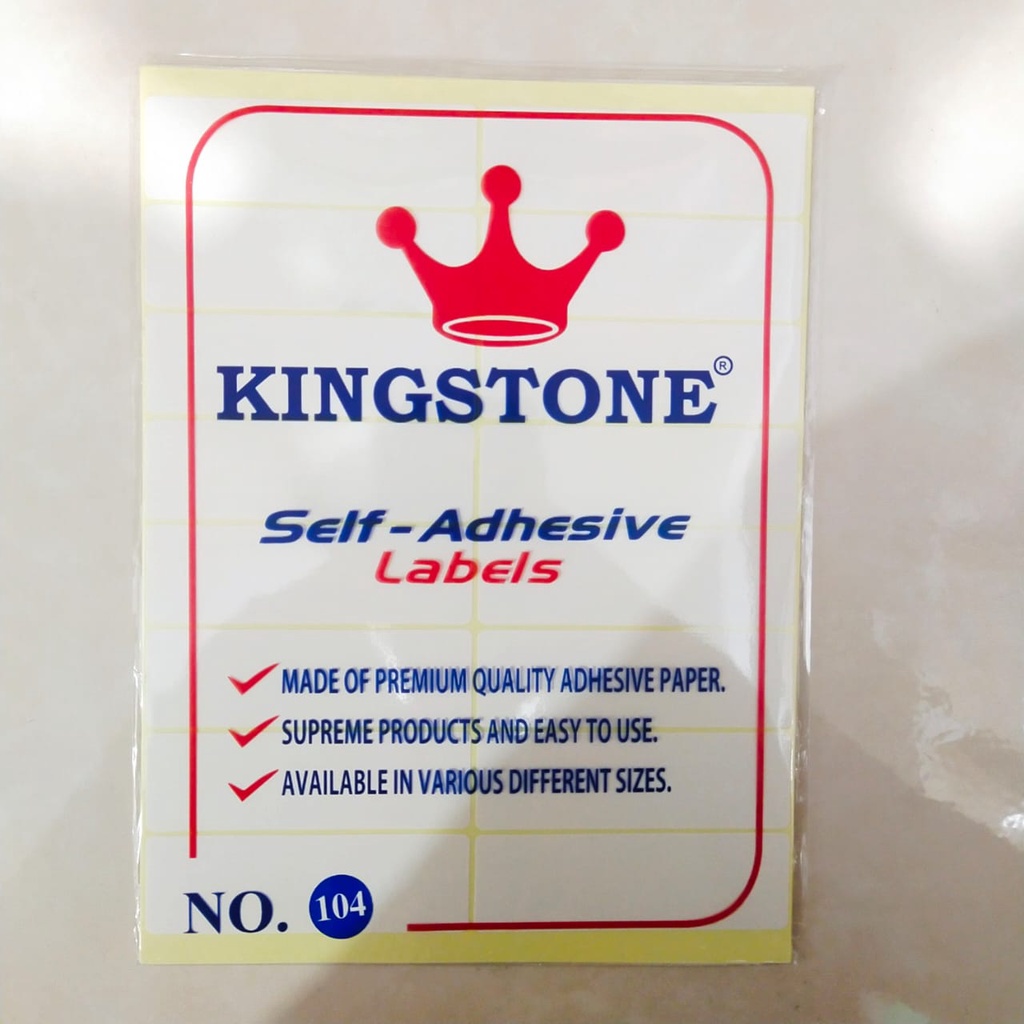 KINGSTONE®
Self-Adhesive
Labels
MADE OF PREMIUM QUALITY ADHESIVE PAPER.
SUPREME PRODUCTS AND EASY TO USE.
AVAILABLE IN VARIOUS DIFFERENT SIZES.
NO. 104